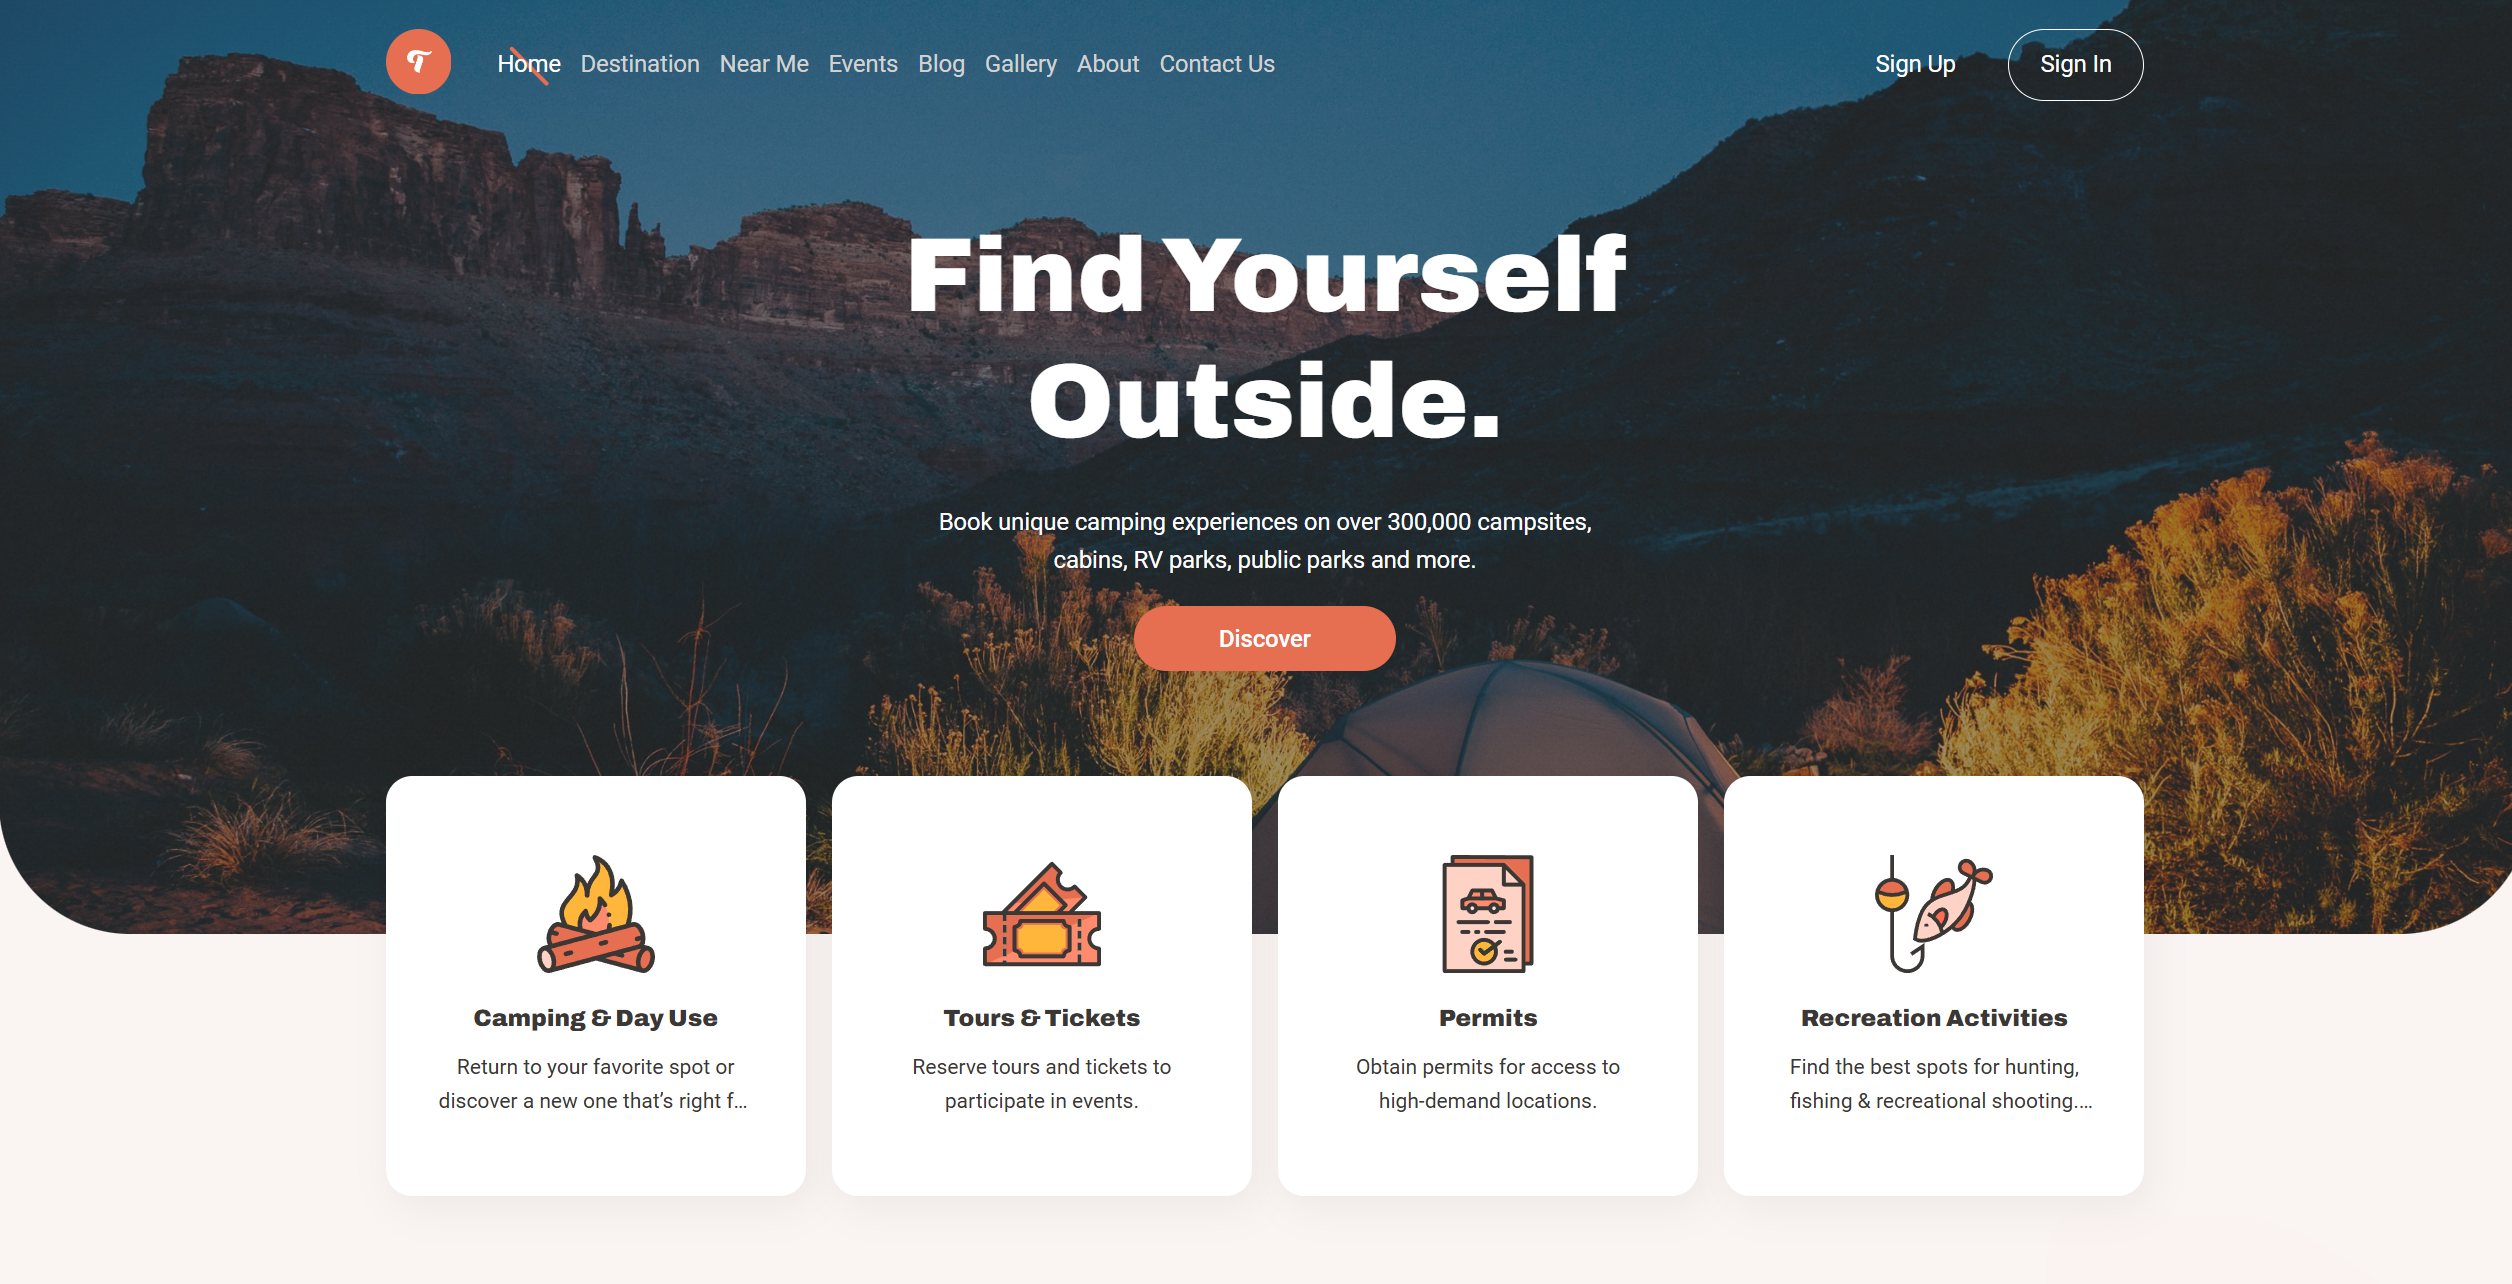 Home Destination Near Me Events Blog Gallery About Contact Us Sign Up Sign In
Find Yourself
Outside.
Book unique camping experiences on over 300,000 campsites,
cabins, RV parks, public parks and more.
Discover
Camping & Day Use
Return to your favorite spot or
discover a new one that’s right f...
Tours & Tickets
Reserve tours and tickets to
participate in events.
Permits
Obtain permits for access to
high-demand locations.
Recreation Activities
Find the best spots for hunting,
fishing & recreational shooting....